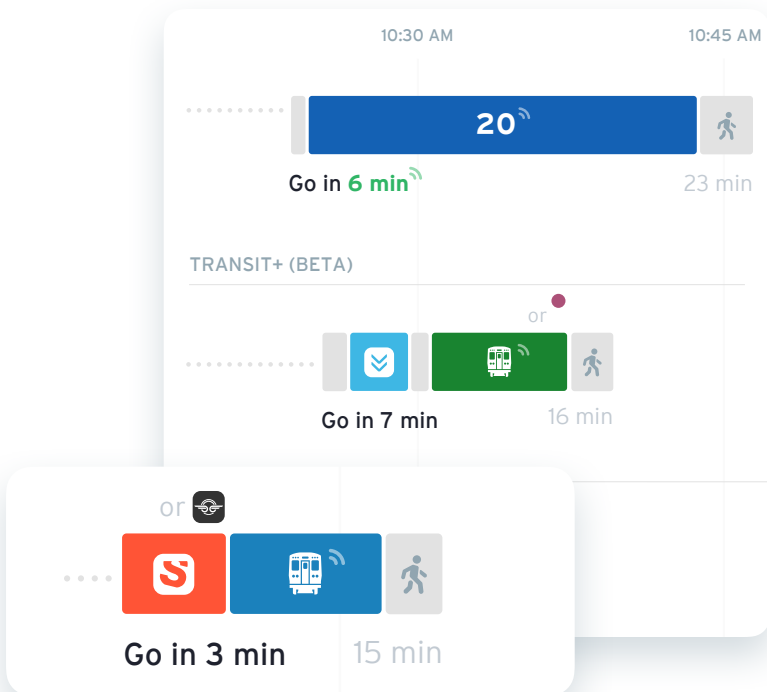 10:30 AM 10:45 AM
20
Go in 6 min 23 min
TRANSIT+ (BETA)
or
Go in 7 min 16 min
or
S
Go in 3 min 15 min